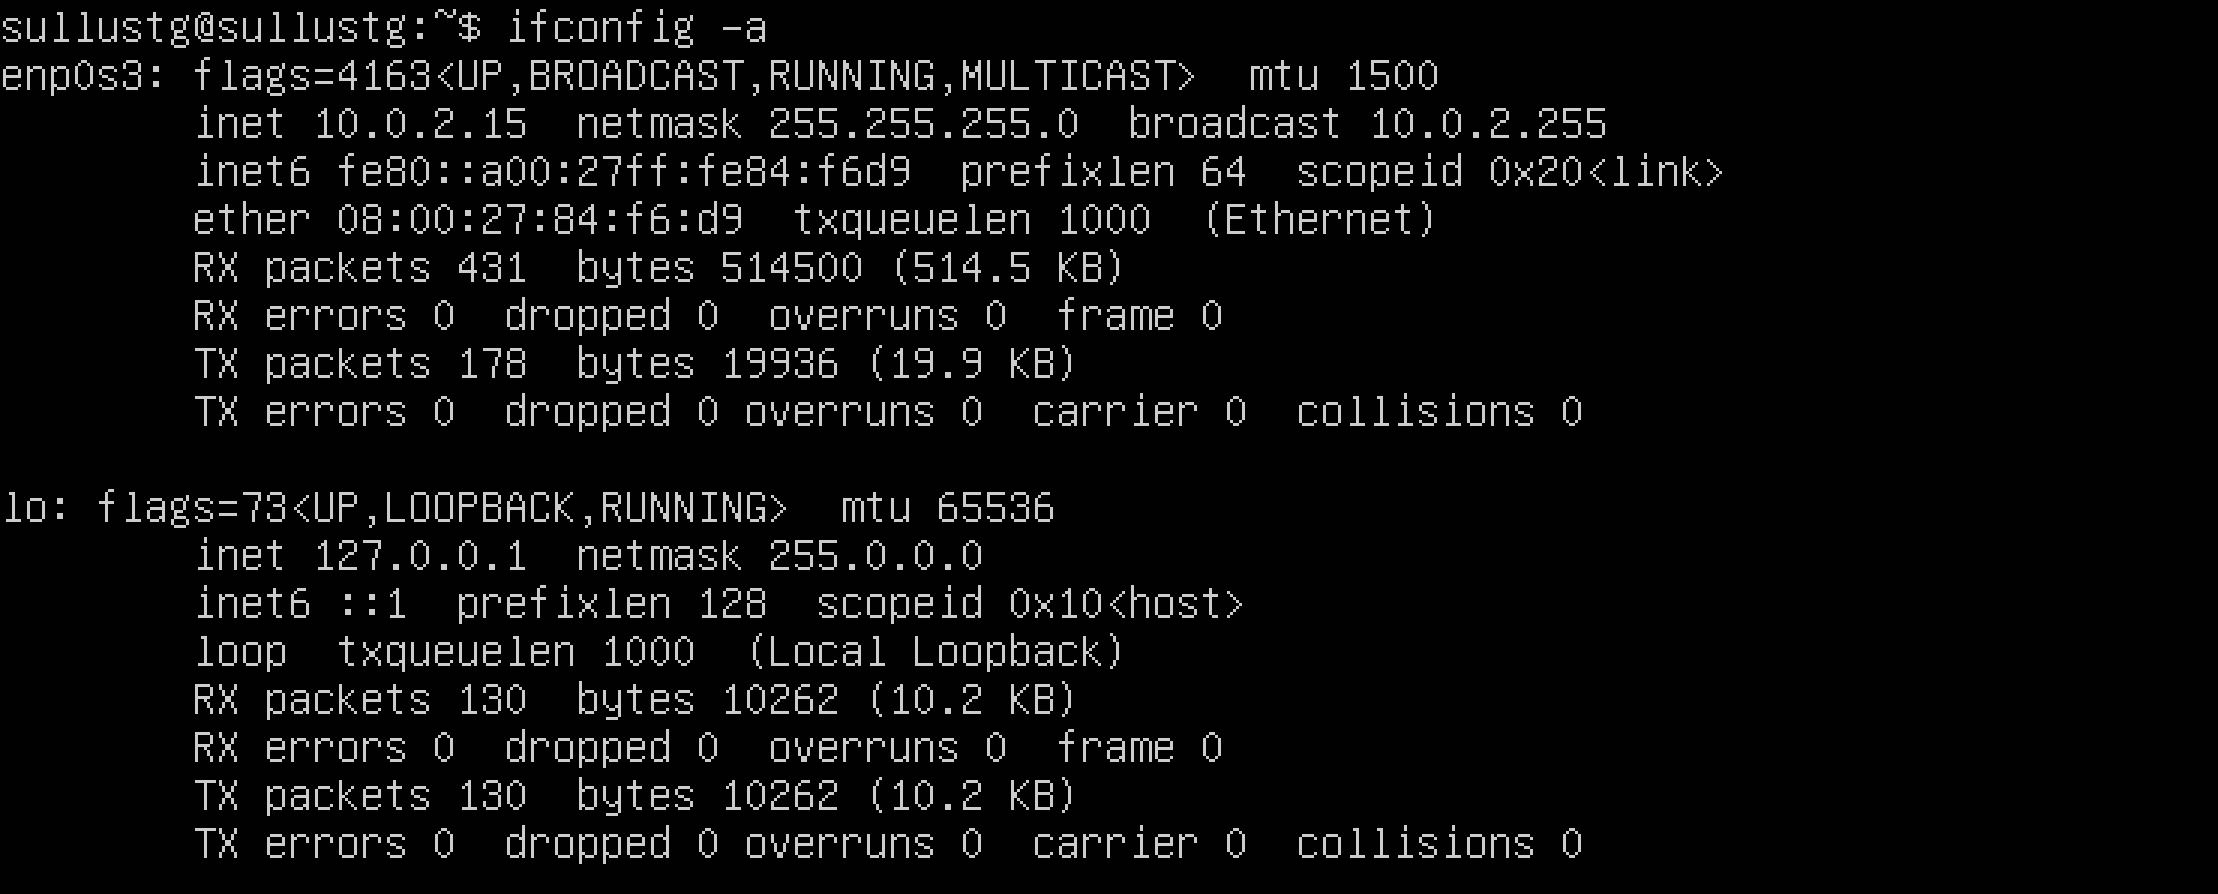 sullustg@sullustg:~$ ifconfig -a
enp0s3: flags=4163<UP,BROADCAST,RUNNING,MULTICAST>  mtu 1500
        inet 10.0.2.15  netmask 255.255.255.0  broadcast 10.0.2.255
        inet6 fe80::a00:27ff:fe84:f6d9  prefixlen 64  scopeid 0x20<link>
        ether 08:00:27:84:f6:d9  txqueuelen 1000  (Ethernet)
        RX packets 431  bytes 514500 (514.5 KB)
        RX errors 0  dropped 0  overruns 0  frame 0
        TX packets 178  bytes 19936 (19.9 KB)
        TX errors 0  dropped 0 overruns 0  carrier 0  collisions 0

lo: flags=73<UP,LOOPBACK,RUNNING>  mtu 65536
        inet 127.0.0.1  netmask 255.0.0.0
        inet6 ::1  prefixlen 128  scopeid 0x10<host>
        loop  txqueuelen 1000  (Local Loopback)
        RX packets 130  bytes 10262 (10.2 KB)
        RX errors 0  dropped 0  overruns 0  frame 0
        TX packets 130  bytes 10262 (10.2 KB)
        TX errors 0  dropped 0 overruns 0  carrier 0  collisions 0